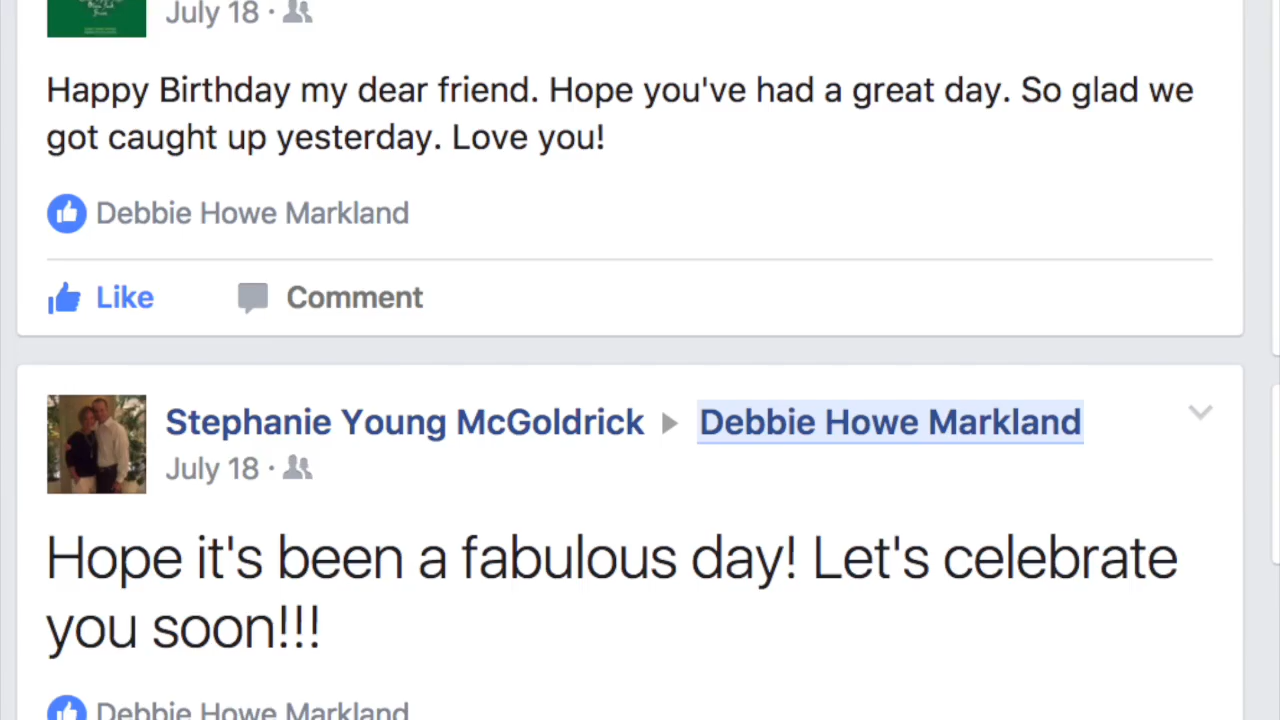 July 18 ·
Happy Birthday my dear friend. Hope you've had a great day. So glad we
got caught up yesterday. Love you!
Debbie Howe Markland
Like Comment
Stephanie Young McGoldrick Debbie Howe Markland
July 18 ·
Hope it's been a fabulous day! Let's celebrate
you soon!!!
Debbie Howe Markland